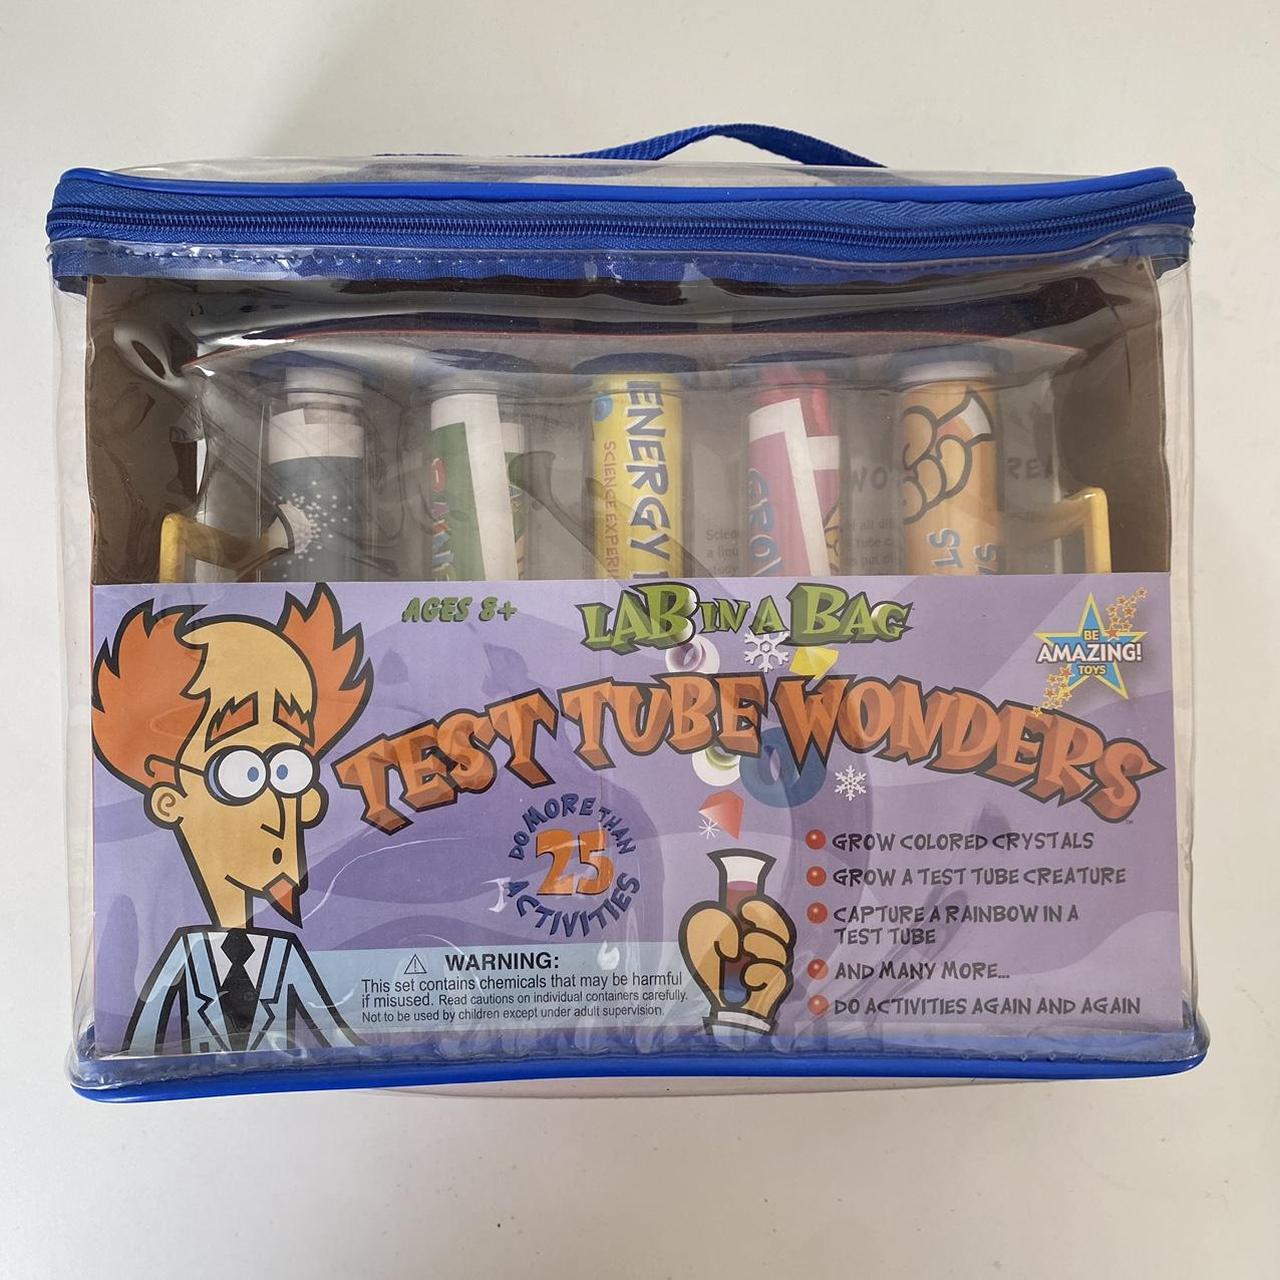 ENERGY
SCIENCE EXPERI
AGES 8+
LAB IN A BAG
BE
AMAZING!
TOYS
TEST TUBE WONDERS
TM
DO MORE THAN
25
ACTIVITIES
GROW COLORED CRYSTALS
GROW A TEST TUBE CREATURE
CAPTURE A RAINBOW IN A
TEST TUBE
AND MANY MORE...
DO ACTIVITIES AGAIN AND AGAIN
WARNING:
This set contains chemicals that may be harmful
if misused. Read cautions on individual containers carefully.
Not to be used by children except under adult supervision.